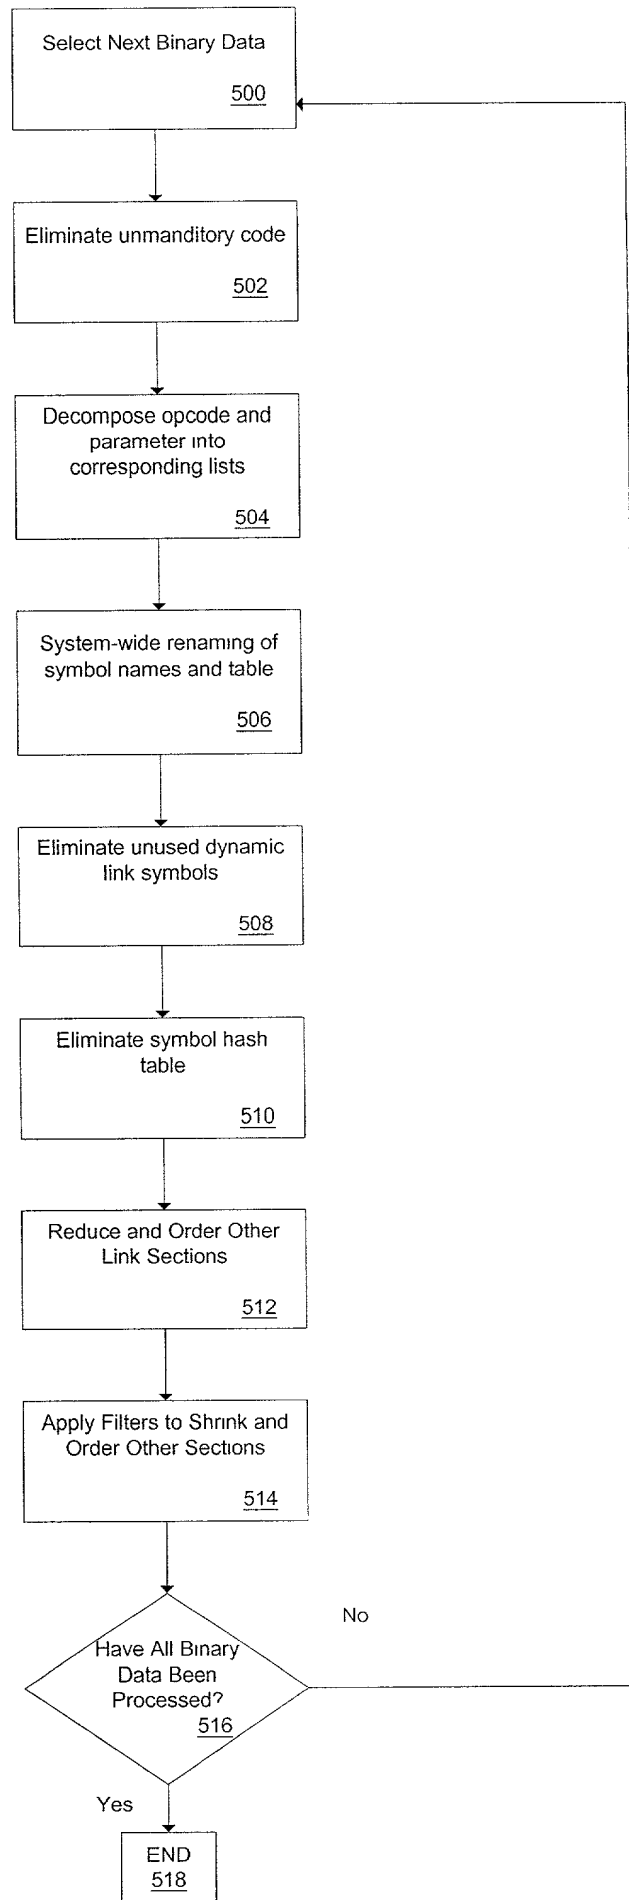 Select Next Binary Data
500
Eliminate unmanditory code
502
Decompose opcode and
parameter into
corresponding lists
504
System-wide renaming of
symbol names and table
506
Eliminate unused dynamic
link symbols
508
Eliminate symbol hash
table
510
Reduce and Order Other
Link Sections
512
Apply Filters to Shrink and
Order Other Sections
514
No
Have All Binary
Data Been
Processed?
516
Yes
END
518